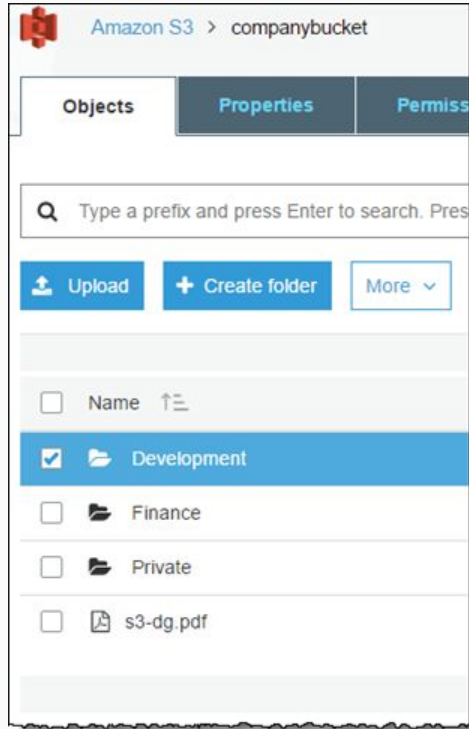 Amazon S3 > companybucket
Objects Properties Permiss
Type a prefix and press Enter to search. Pres
Upload Create folder More
Name
Development
Finance
Private
s3-dg.pdf